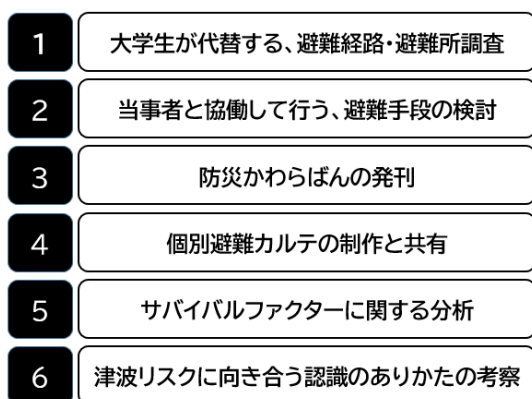 1 大学生が代替する、避難経路・避難所調査
2 当事者と協働して行う、避難手段の検討
3 防災かわらばんの発刊
4 個別避難カルテの制作と共有
5 サバイバルファクターに関する分析
6 津波リスクに向き合う認識のありかたの考察